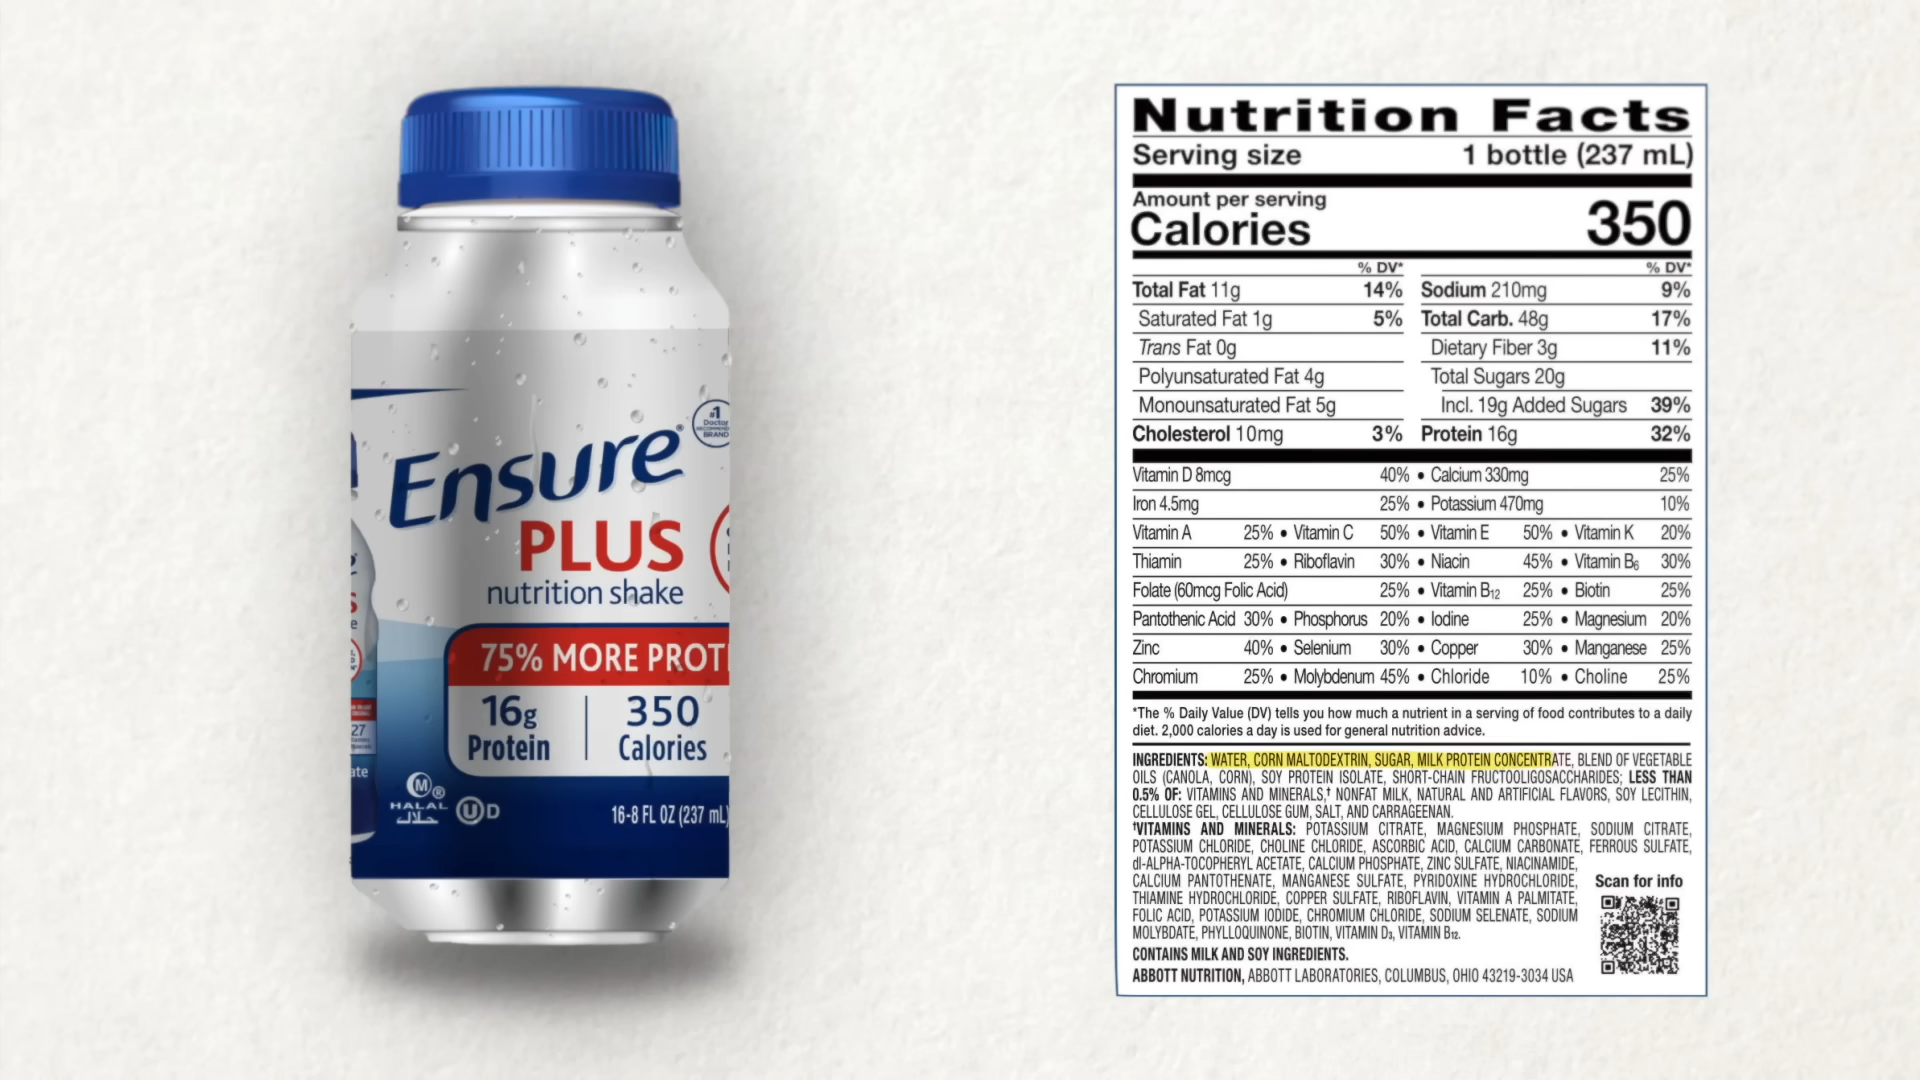 #1
Doctor
RECOMMENDED
BRAND
Ensure®
PLUS
nutrition shake
75% MORE PROT
16g
Protein
350
Calories
HALAL
حلال
M®
UD
16-8 FL OZ (237 mL)
27
ate
Nutrition Facts
Serving size 1 bottle (237 mL)
Amount per serving
Calories 350
% DV* % DV*
Total Fat 11g 14% Sodium 210mg 9%
Saturated Fat 1g 5% Total Carb. 48g 17%
Trans Fat 0g Dietary Fiber 3g 11%
Polyunsaturated Fat 4g Total Sugars 20g
Monounsaturated Fat 5g Incl. 19g Added Sugars 39%
Cholesterol 10mg 3% Protein 16g 32%
Vitamin D 8mcg 40% • Calcium 330mg 25%
Iron 4.5mg 25% • Potassium 470mg 10%
Vitamin A 25% • Vitamin C 50% • Vitamin E 50% • Vitamin K 20%
Thiamin 25% • Riboflavin 30% • Niacin 45% • Vitamin B₆ 30%
Folate (60mcg Folic Acid) 25% • Vitamin B₁₂ 25% • Biotin 25%
Pantothenic Acid 30% • Phosphorus 20% • Iodine 25% • Magnesium 20%
Zinc 40% • Selenium 30% • Copper 30% • Manganese 25%
Chromium 25% • Molybdenum 45% • Chloride 10% • Choline 25%
*The % Daily Value (DV) tells you how much a nutrient in a serving of food contributes to a daily
diet. 2,000 calories a day is used for general nutrition advice.
INGREDIENTS: WATER, CORN MALTODEXTRIN, SUGAR, MILK PROTEIN CONCENTRATE, BLEND OF VEGETABLE
OILS (CANOLA, CORN), SOY PROTEIN ISOLATE, SHORT-CHAIN FRUCTOOLIGOSACCHARIDES; LESS THAN
0.5% OF: VITAMINS AND MINERALS,† NONFAT MILK, NATURAL AND ARTIFICIAL FLAVORS, SOY LECITHIN,
CELLULOSE GEL, CELLULOSE GUM, SALT, AND CARRAGEENAN.
†VITAMINS AND MINERALS: POTASSIUM CITRATE, MAGNESIUM PHOSPHATE, SODIUM CITRATE,
POTASSIUM CHLORIDE, CHOLINE CHLORIDE, ASCORBIC ACID, CALCIUM CARBONATE, FERROUS SULFATE,
dl-ALPHA-TOCOPHERYL ACETATE, CALCIUM PHOSPHATE, ZINC SULFATE, NIACINAMIDE,
CALCIUM PANTOTHENATE, MANGANESE SULFATE, PYRIDOXINE HYDROCHLORIDE,
THIAMINE HYDROCHLORIDE, COPPER SULFATE, RIBOFLAVIN, VITAMIN A PALMITATE,
FOLIC ACID, POTASSIUM IODIDE, CHROMIUM CHLORIDE, SODIUM SELENATE, SODIUM
MOLYBDATE, PHYLLOQUINONE, BIOTIN, VITAMIN D₃, VITAMIN B₁₂.
Scan for info
CONTAINS MILK AND SOY INGREDIENTS.
ABBOTT NUTRITION, ABBOTT LABORATORIES, COLUMBUS, OHIO 43219-3034 USA